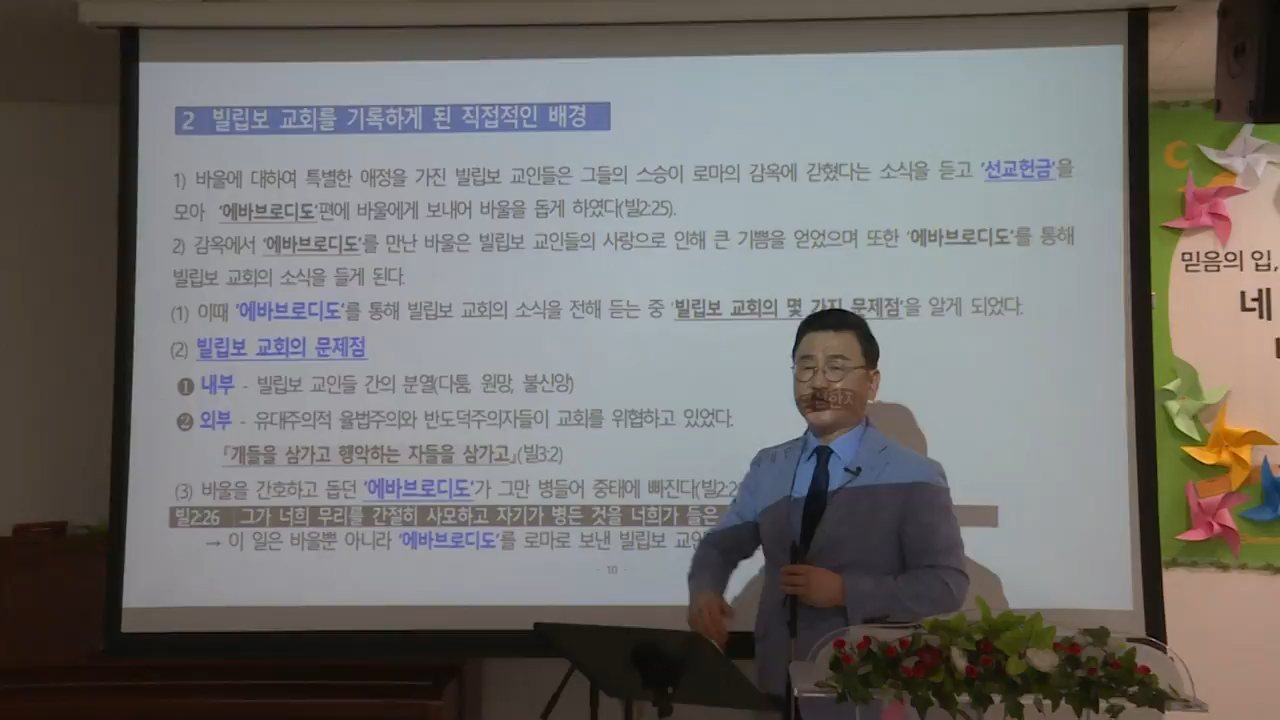 2 빌립보 교회를 기록하게 된 직접적인 배경
1) 바울에 대하여 특별한 애정을 가진 빌립보 교인들은 그들의 스승이 로마의 감옥에 갇혔다는 소식을 듣고 '선교헌금'을
모아 '에바브로디도'편에 바울에게 보내어 바울을 돕게 하였다(빌2:25).
2) 감옥에서 '에바브로디도'를 만난 바울은 빌립보 교인들의 사랑으로 인해 큰 기쁨을 얻었으며 또한 '에바브로디도'를 통해
빌립보 교회의 소식을 들게 된다.
(1) 이때 '에바브로디도'를 통해 빌립보 교회의 소식을 전해 듣는 중 '빌립보 교회의 몇 가지 문제점'을 알게 되었다.
(2) 빌립보 교회의 문제점
❶ 내부 - 빌립보 교인들 간의 분열(다툼, 원망, 불신앙)
❷ 외부 - 유대주의적 율법주의와 반도덕주의자들이 교회를 위협하고 있었다.
『개들을 삼가고 행악하는 자들을 삼가고』(빌3:2)
(3) 바울을 간호하고 돕던 '에바브로디도'가 그만 병들어 중태에 빠진다(빌2:2
빌2:26 그가 너희 무리를 간절히 사모하고 자기가 병든 것을 너희가 들은
→ 이 일은 바울뿐 아니라 '에바브로디도'를 로마로 보낸 빌립보
- 10 -
믿음의 입,
네